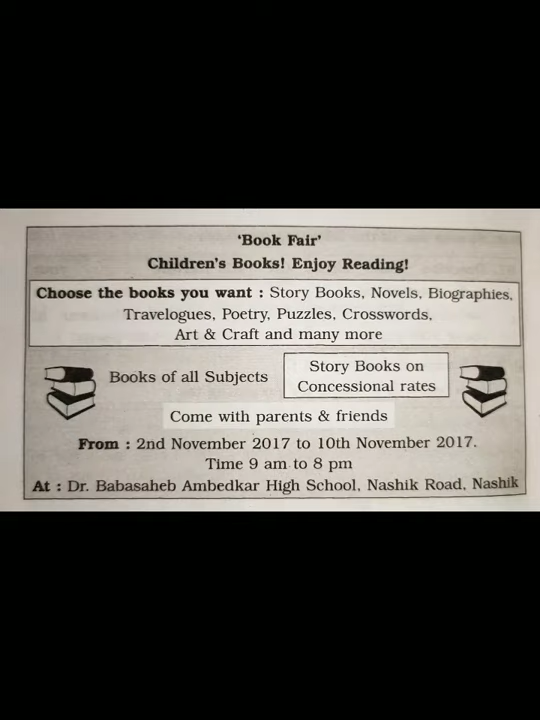 'Book Fair'
Children's Books! Enjoy Reading!
Choose the books you want : Story Books, Novels, Biographies,
Travelogues, Poetry, Puzzles, Crosswords,
Art & Craft and many more
Books of all Subjects
Story Books on
Concessional rates
Come with parents & friends
From : 2nd November 2017 to 10th November 2017.
Time 9 am to 8 pm
At : Dr. Babasaheb Ambedkar High School, Nashik Road, Nashik